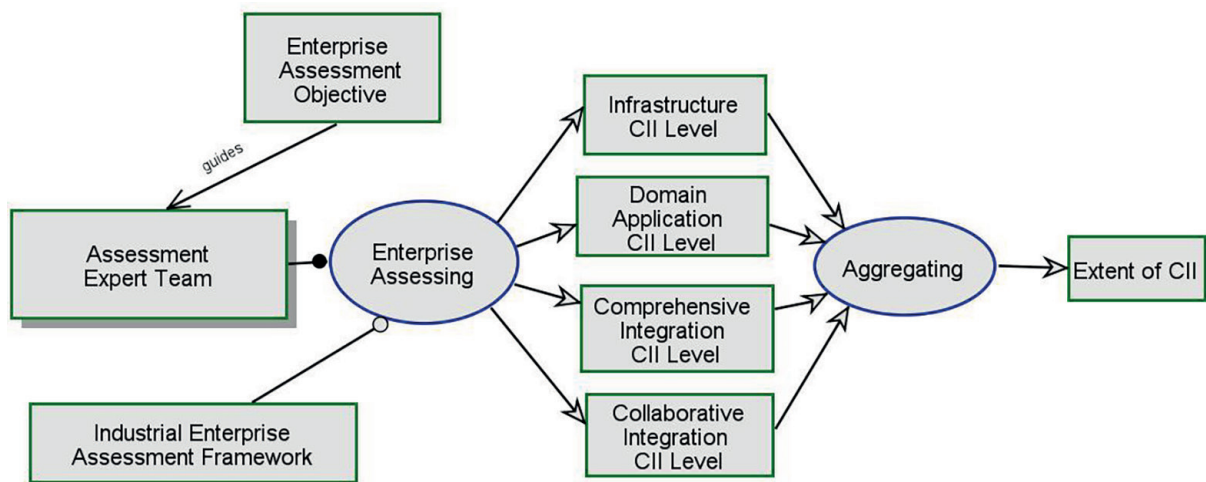 Enterprise
Assessment
Objective
guides
Assessment
Expert Team
Industrial Enterprise
Assessment Framework
Enterprise
Assessing
Infrastructure
CII Level
Domain
Application
CII Level
Comprehensive
Integration
CII Level
Collaborative
Integration
CII Level
Aggregating
Extent of CII